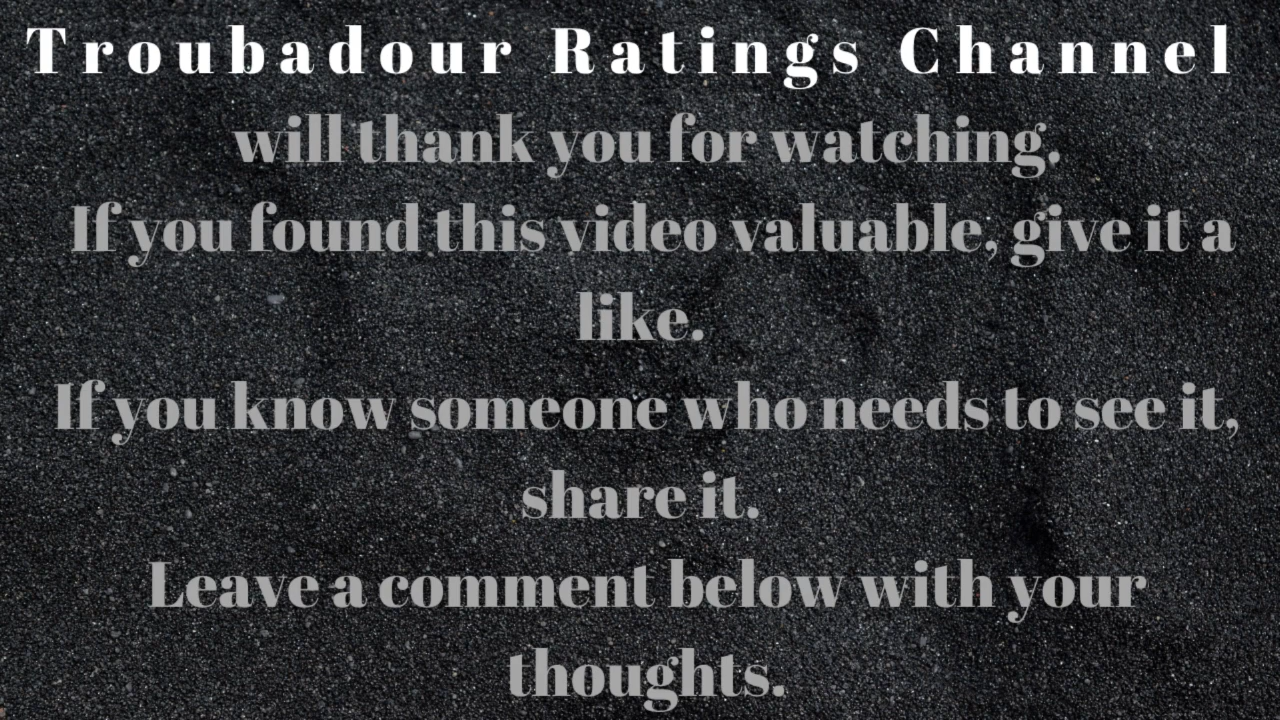 Troubadour Ratings Channel
will thank you for watching.
If you found this video valuable, give it a
like.
If you know someone who needs to see it,
share it.
Leave a comment below with your
thoughts.